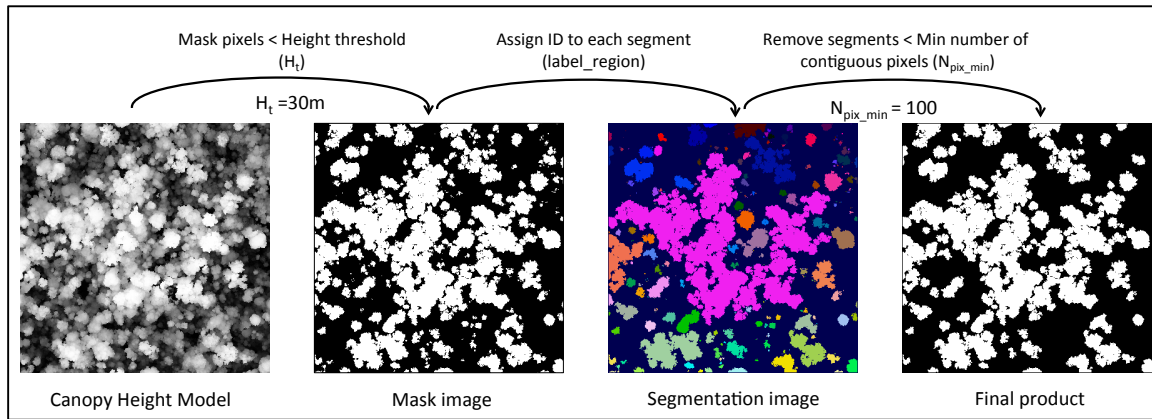 Mask pixels < Height threshold
(Ht)
Assign ID to each segment
(label_region)
Remove segments < Min number of
contiguous pixels (Npix_min)
Ht =30m
Npix_min = 100
Canopy Height Model
Mask image
Segmentation image
Final product